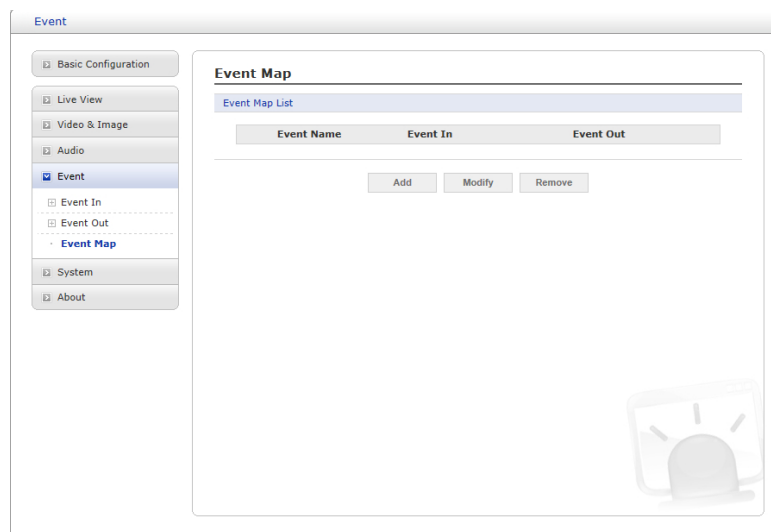 Event
Basic Configuration
Live View
Video & Image
Audio
Event
Event In
Event Out
Event Map
System
About
Event Map
Event Map List
Event Name Event In Event Out
Add Modify Remove